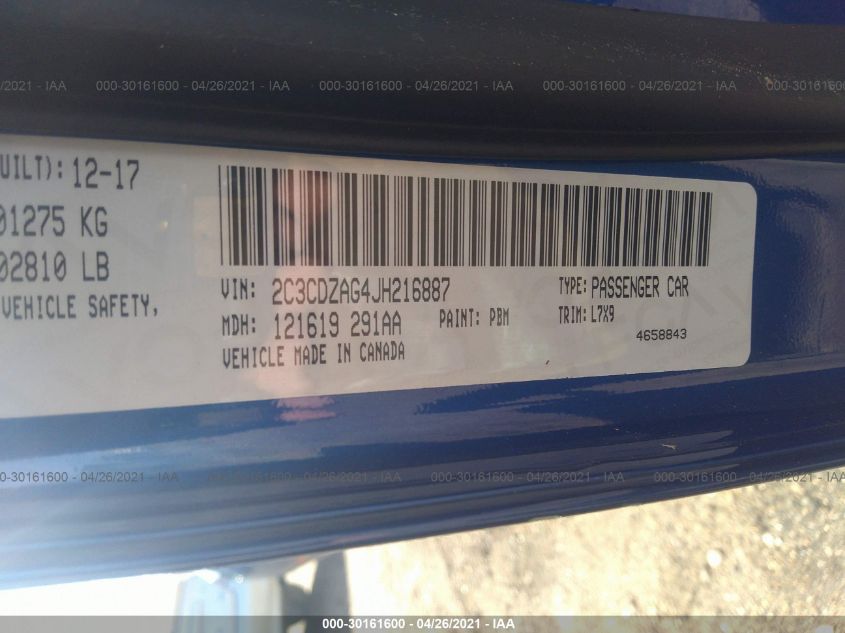 000-30161600 - 04/26/2021 - IAA 000-30161600 - 04/26/2021 - IAA 000-30161600 - 04/26/2021 - IAA 000-30161600 - 04/26/2021 - IAA
UILT): 12-17
01275 KG
02810 LB
VEHICLE SAFETY,
VIN: 2C3CDZAG4JH216887 TYPE: PASSENGER CAR
MDH: 121619 291AA PAINT: PBM TRIM: L7X9
VEHICLE MADE IN CANADA 4658843
000-30161600 - 04/26/2021 - IAA 000-30161600 - 04/26/2021 - IAA 000-30161600 - 04/26/2021 - IAA 000-30161600 - 04/26/2021 - IAA
000-30161600 - 04/26/2021 - IAA